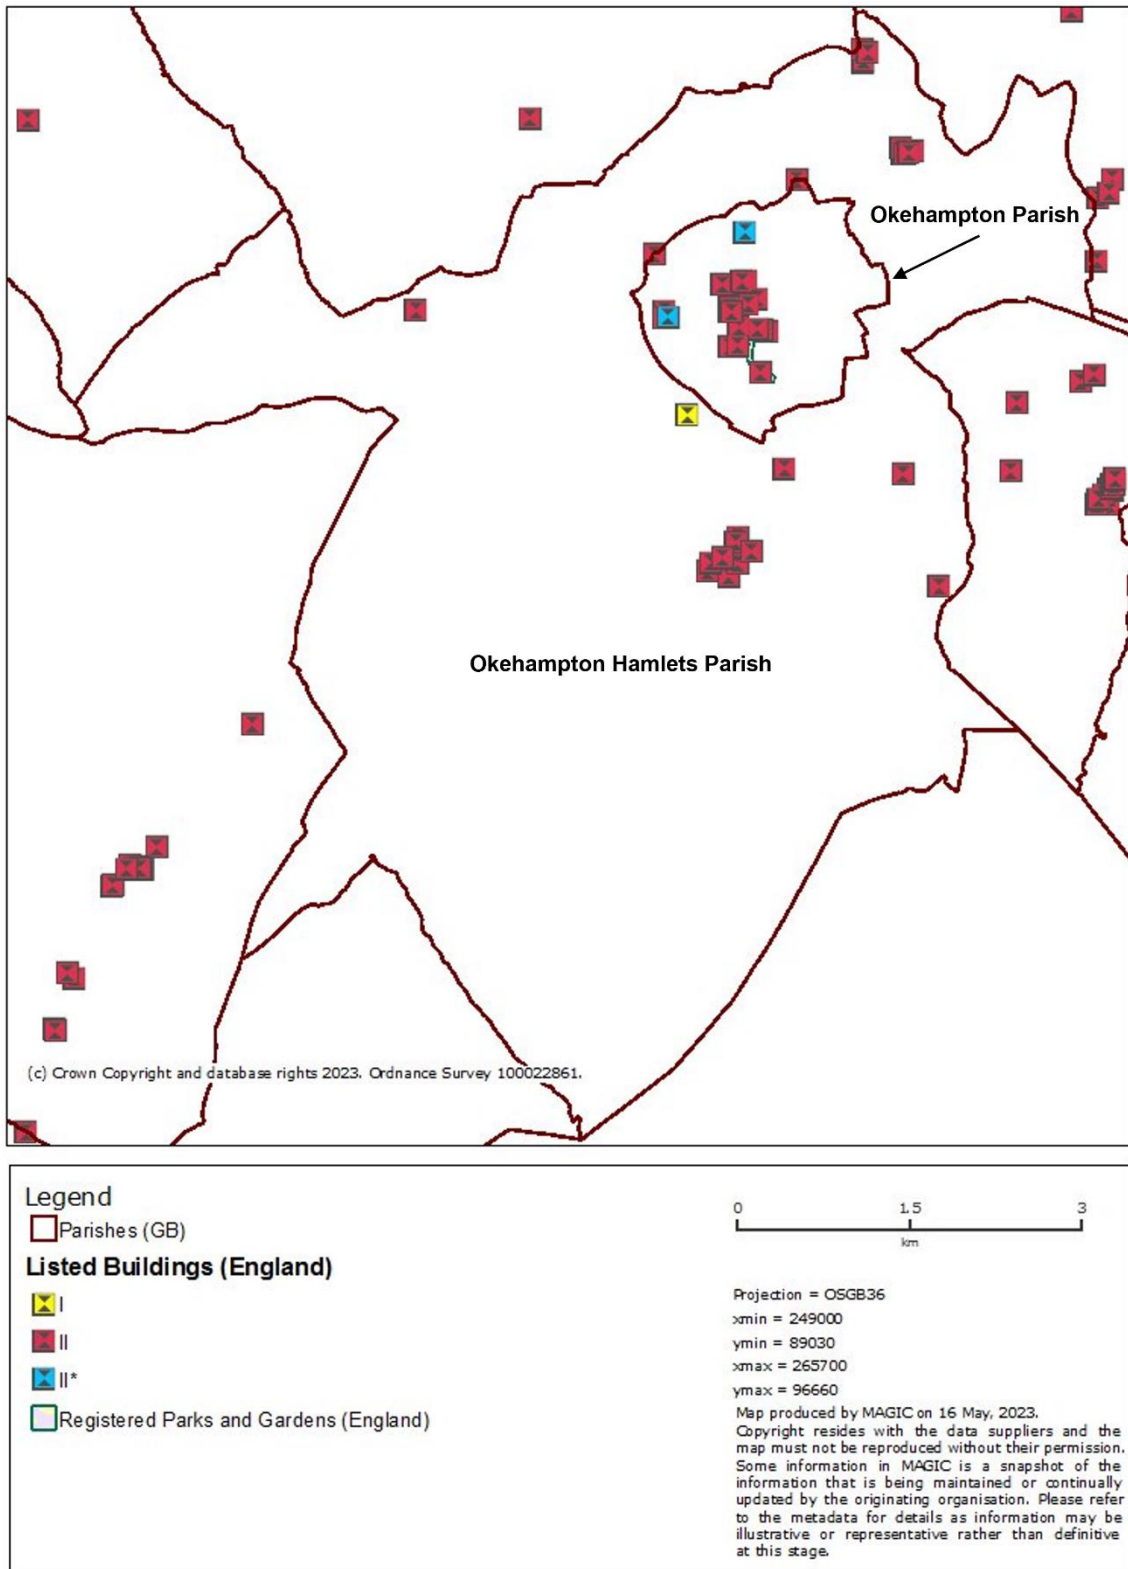 Okehampton Parish
Okehampton Hamlets Parish
(c) Crown Copyright and database rights 2023. Ordnance Survey 100022861.
Legend
Parishes (GB)
Listed Buildings (England)
I
II
II*
Registered Parks and Gardens (England)
0 1.5 3
km
Projection = OSGB36
xmin = 249000
ymin = 89030
xmax = 265700
ymax = 96660
Map produced by MAGIC on 16 May, 2023.
Copyright resides with the data suppliers and the
map must not be reproduced without their permission.
Some information in MAGIC is a snapshot of the
information that is being maintained or continually
updated by the originating organisation. Please refer
to the metadata for details as information may be
illustrative or representative rather than definitive
at this stage.